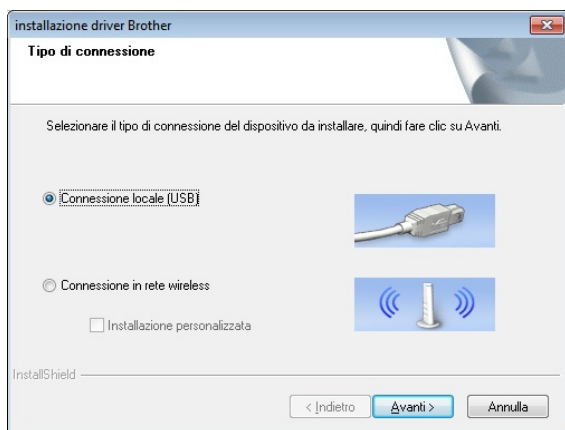 installazione driver Brother
Tipo di connessione
Selezionare il tipo di connessione del dispositivo da installare, quindi fare clic su Avanti.
Connessione locale (USB)
Connessione in rete wireless
Installazione personalizzata
InstallShield
< Indietro Avanti > Annulla